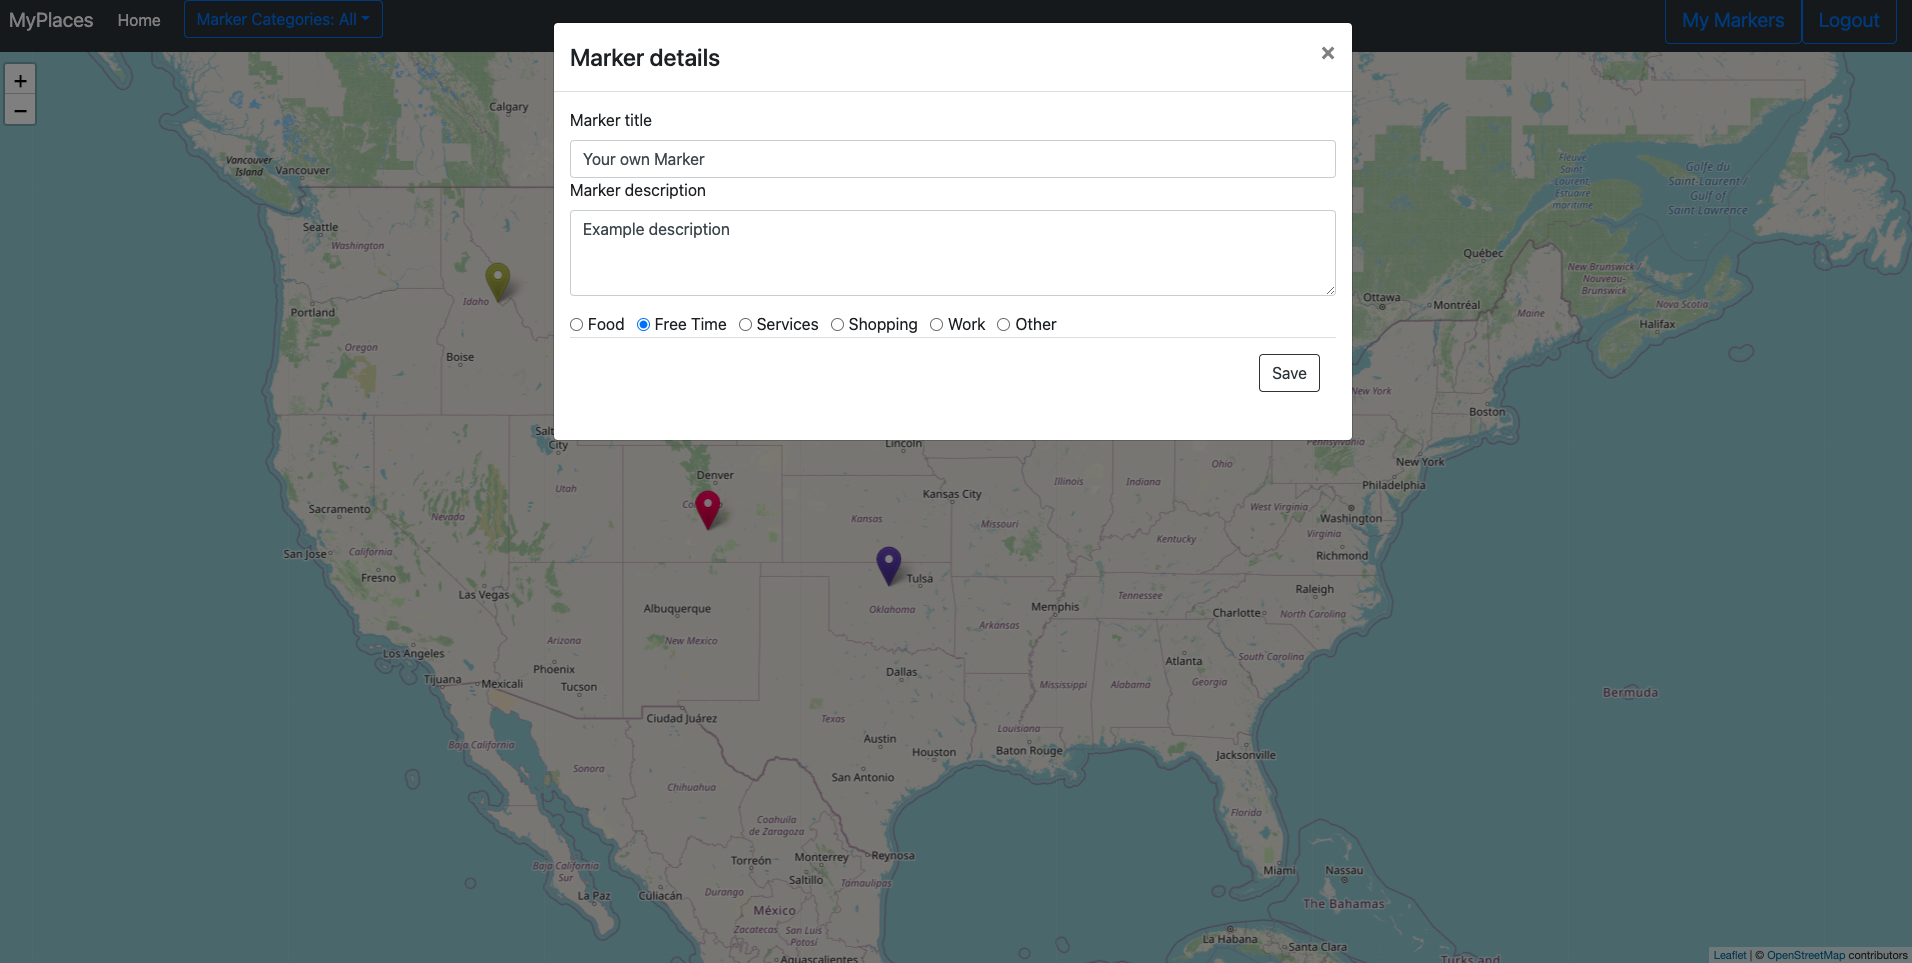 MyPlaces
Home
Marker Categories: All
My Markers
Logout
Marker details
×
Marker title
Your own Marker
Marker description
Example description
Food
Free Time
Services
Shopping
Work
Other
Save
+
−
Calgary
Vancouver
Island
Vancouver
Seattle
Washington
Idaho
Portland
Oregon
Boise
Golfe du
Saint-Laurent /
Gulf of
Saint Lawrence
Fleuve
Saint-
Laurent,
Estuaire
maritime
Québec
New Brunswick /
Nouveau-
Brunswick
Ottawa
Montréal
Maine
Nova Scotia
Halifax
New York
Boston
Pennsylvania
New York
Philadelphia
Salt
City
Lincoln
Denver
Utah
Kansas City
Illinois
Indiana
Ohio
West Virginia
Washington
Virginia
Richmond
Sacramento
Nevada
Kansas
Missouri
Kentucky
San Jose
California
Fresno
Las Vegas
Tulsa
Oklahoma
Albuquerque
New Mexico
Arizona
Memphis
Tennessee
Arkansas
Raleigh
Charlotte
North Carolina
South Carolina
Los Angeles
Tijuana
Mexicali
Phoenix
Tucson
Dallas
Atlanta
Mississippi
Alabama
Georgia
Bermuda
Ciudad Juárez
Texas
Louisiana
Baja California
Austin
Houston
Baton Rouge
Jacksonville
Sonora
Chihuahua
San Antonio
Florida
Coahuila
de Zaragoza
Torreón
Monterrey
Reynosa
Baja California
Sur
Saltillo
Tamaulipas
Miami
Nassau
La Paz
Culiacán
Durango
The Bahamas
México
Zacatecas
San Luis
Potosí
La Habana
Santa Clara
Aguascalientes
Turks and
Leaflet | © OpenStreetMap contributors